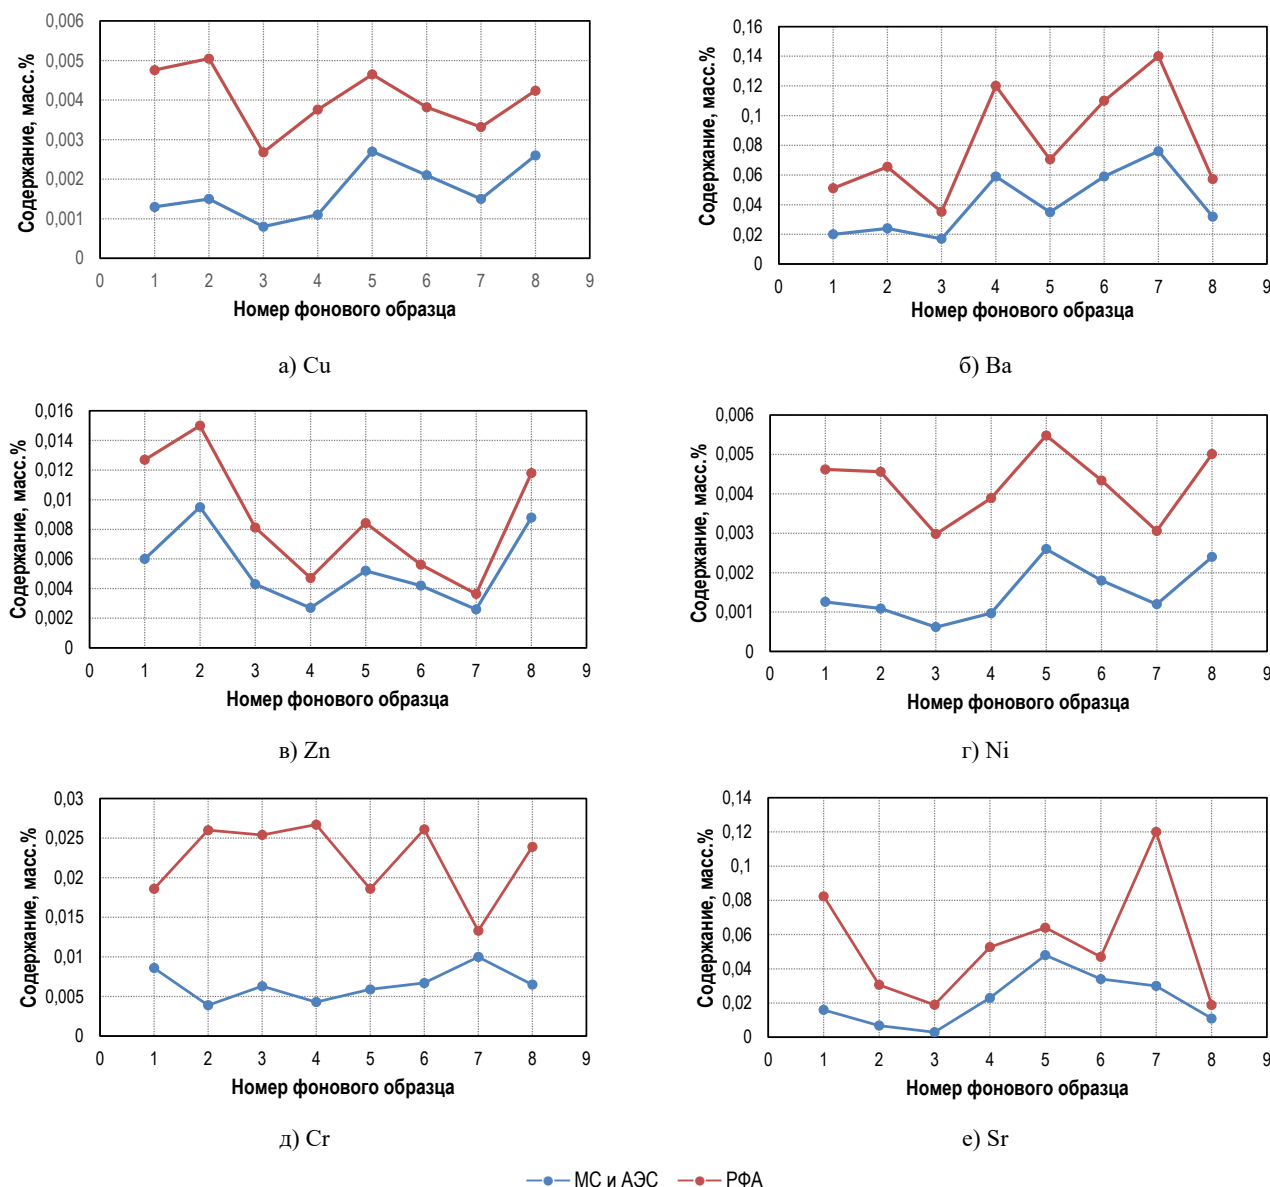 0,006
0,005
0,004
0,003
0,002
0,001
0
Содержание, масс.%
0 1 2 3 4 5 6 7 8 9
Номер фонового образца
а) Cu
0,16
0,14
0,12
0,1
0,08
0,06
0,04
0,02
0
Содержание, масс.%
0 1 2 3 4 5 6 7 8 9
Номер фонового образца
б) Ba
0,016
0,014
0,012
0,01
0,008
0,006
0,004
0,002
0
Содержание, масс.%
0 1 2 3 4 5 6 7 8 9
Номер фонового образца
в) Zn
0,006
0,005
0,004
0,003
0,002
0,001
0
Содержание, масс.%
0 1 2 3 4 5 6 7 8 9
Номер фонового образца
г) Ni
0,03
0,025
0,02
0,015
0,01
0,005
0
Содержание, масс.%
0 1 2 3 4 5 6 7 8 9
Номер фонового образца
д) Cr
0,14
0,12
0,1
0,08
0,06
0,04
0,02
0
Содержание, масс.%
0 1 2 3 4 5 6 7 8 9
Номер фонового образца
е) Sr
МС и АЭС РФА